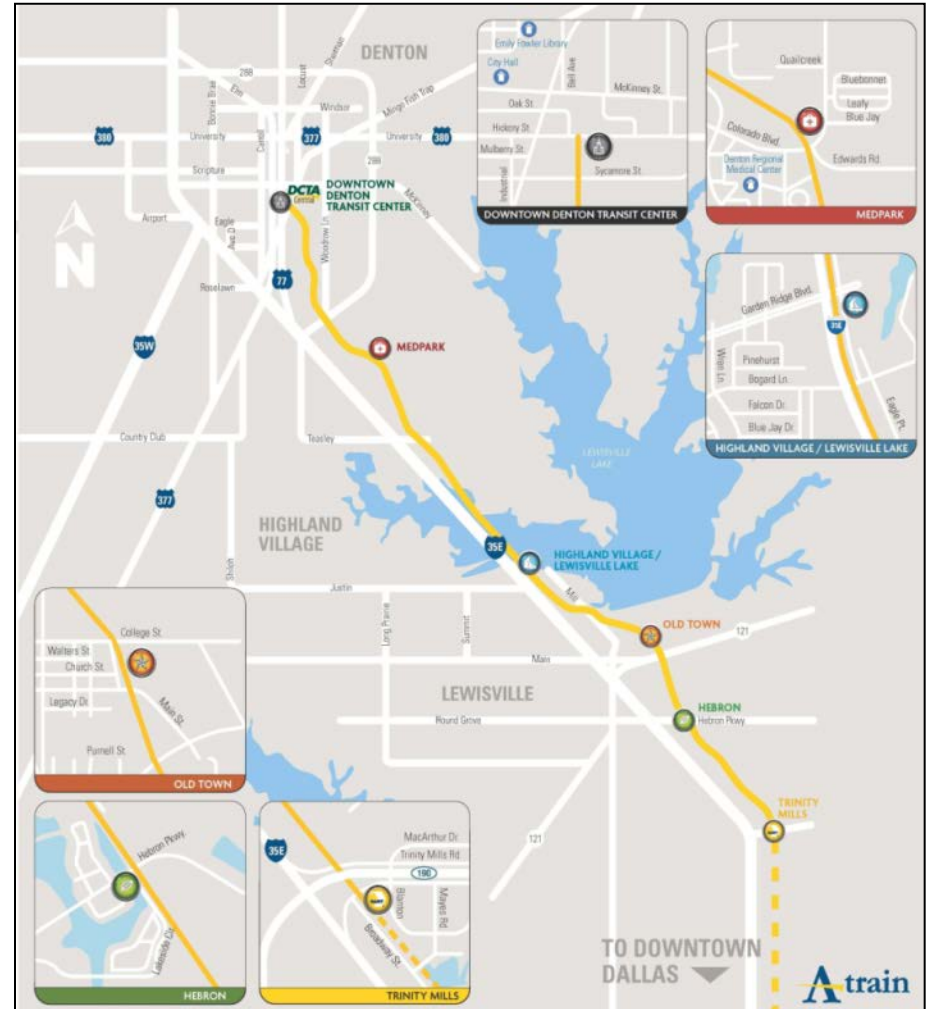 DENTON
288
Elm
Locust
Sherman
Bonnie Brae
Windsor
Mingo Fish Trap
380
University
Carroll
377
University
380
Scripture
288
DCTA
Central
DOWNTOWN
DENTON
TRANSIT CENTER
McKinney
Airport
Eagle
Ave D
Woodrow Ln
N
Roselawn
77
35W
MEDPARK
Country Club
Teasley
377
LEWISVILLE
LAKE
HIGHLAND
VILLAGE
35E
HIGHLAND VILLAGE /
LEWISVILLE LAKE
Shiloh
Justin
Mill
Long Prairie
Summit
OLD TOWN
121
Main
LEWISVILLE
HEBRON
Round Grove
Hebron Pkwy.
TRINITY
MILLS
121
TO DOWNTOWN
DALLAS
A train
Emily Fowler Library
City Hall
Bell Ave
McKinney St.
Oak St.
Hickory St.
Mulberry St.
Industrial
Sycamore St.
DOWNTOWN DENTON TRANSIT CENTER
Quailcreek
Bluebonnet
Leafy
Blue Jay
Colorado Blvd.
Edwards Rd.
Denton Regional
Medical Center
MEDPARK
Garden Ridge Blvd.
35E
Wren Ln
Pinehurst
Bogard Ln
Falcon Dr.
Blue Jay Dr.
Eagle Pt.
HIGHLAND VILLAGE / LEWISVILLE LAKE
College St.
Walters St
Church St.
Legacy Dr.
Main St.
Purnell St.
OLD TOWN
Hebron Pkwy.
Lakeside Cir.
HEBRON
35E
MacArthur Dr.
Trinity Mills Rd
190
Blanton
Mayes Rd.
Broadway St.
TRINITY MILLS